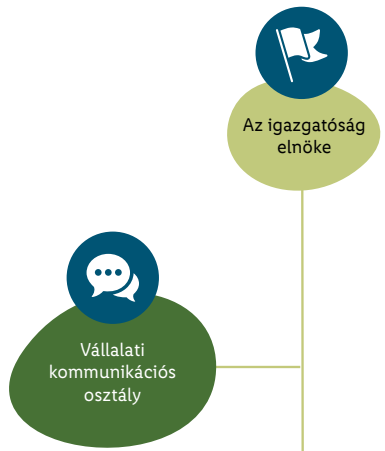 Az igazgatóság
elnöke
Vállalati
kommunikációs
osztály